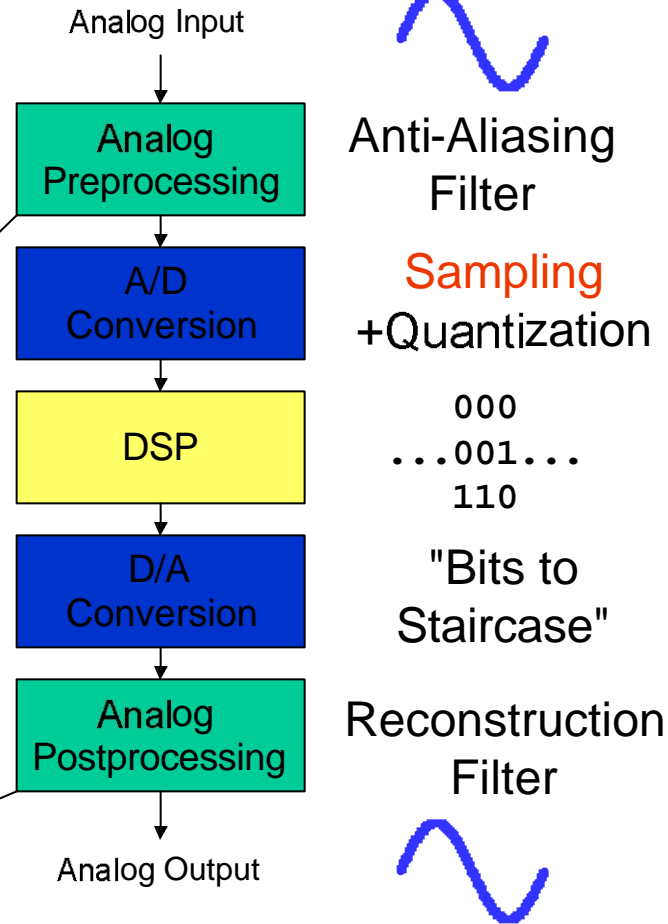 Analog Input
Analog
Preprocessing
Anti-Aliasing
Filter
A/D
Conversion
Sampling
+Quantization
DSP
000
...001...
110
D/A
Conversion
"Bits to
Staircase"
Analog
Postprocessing
Reconstruction
Filter
Analog Output